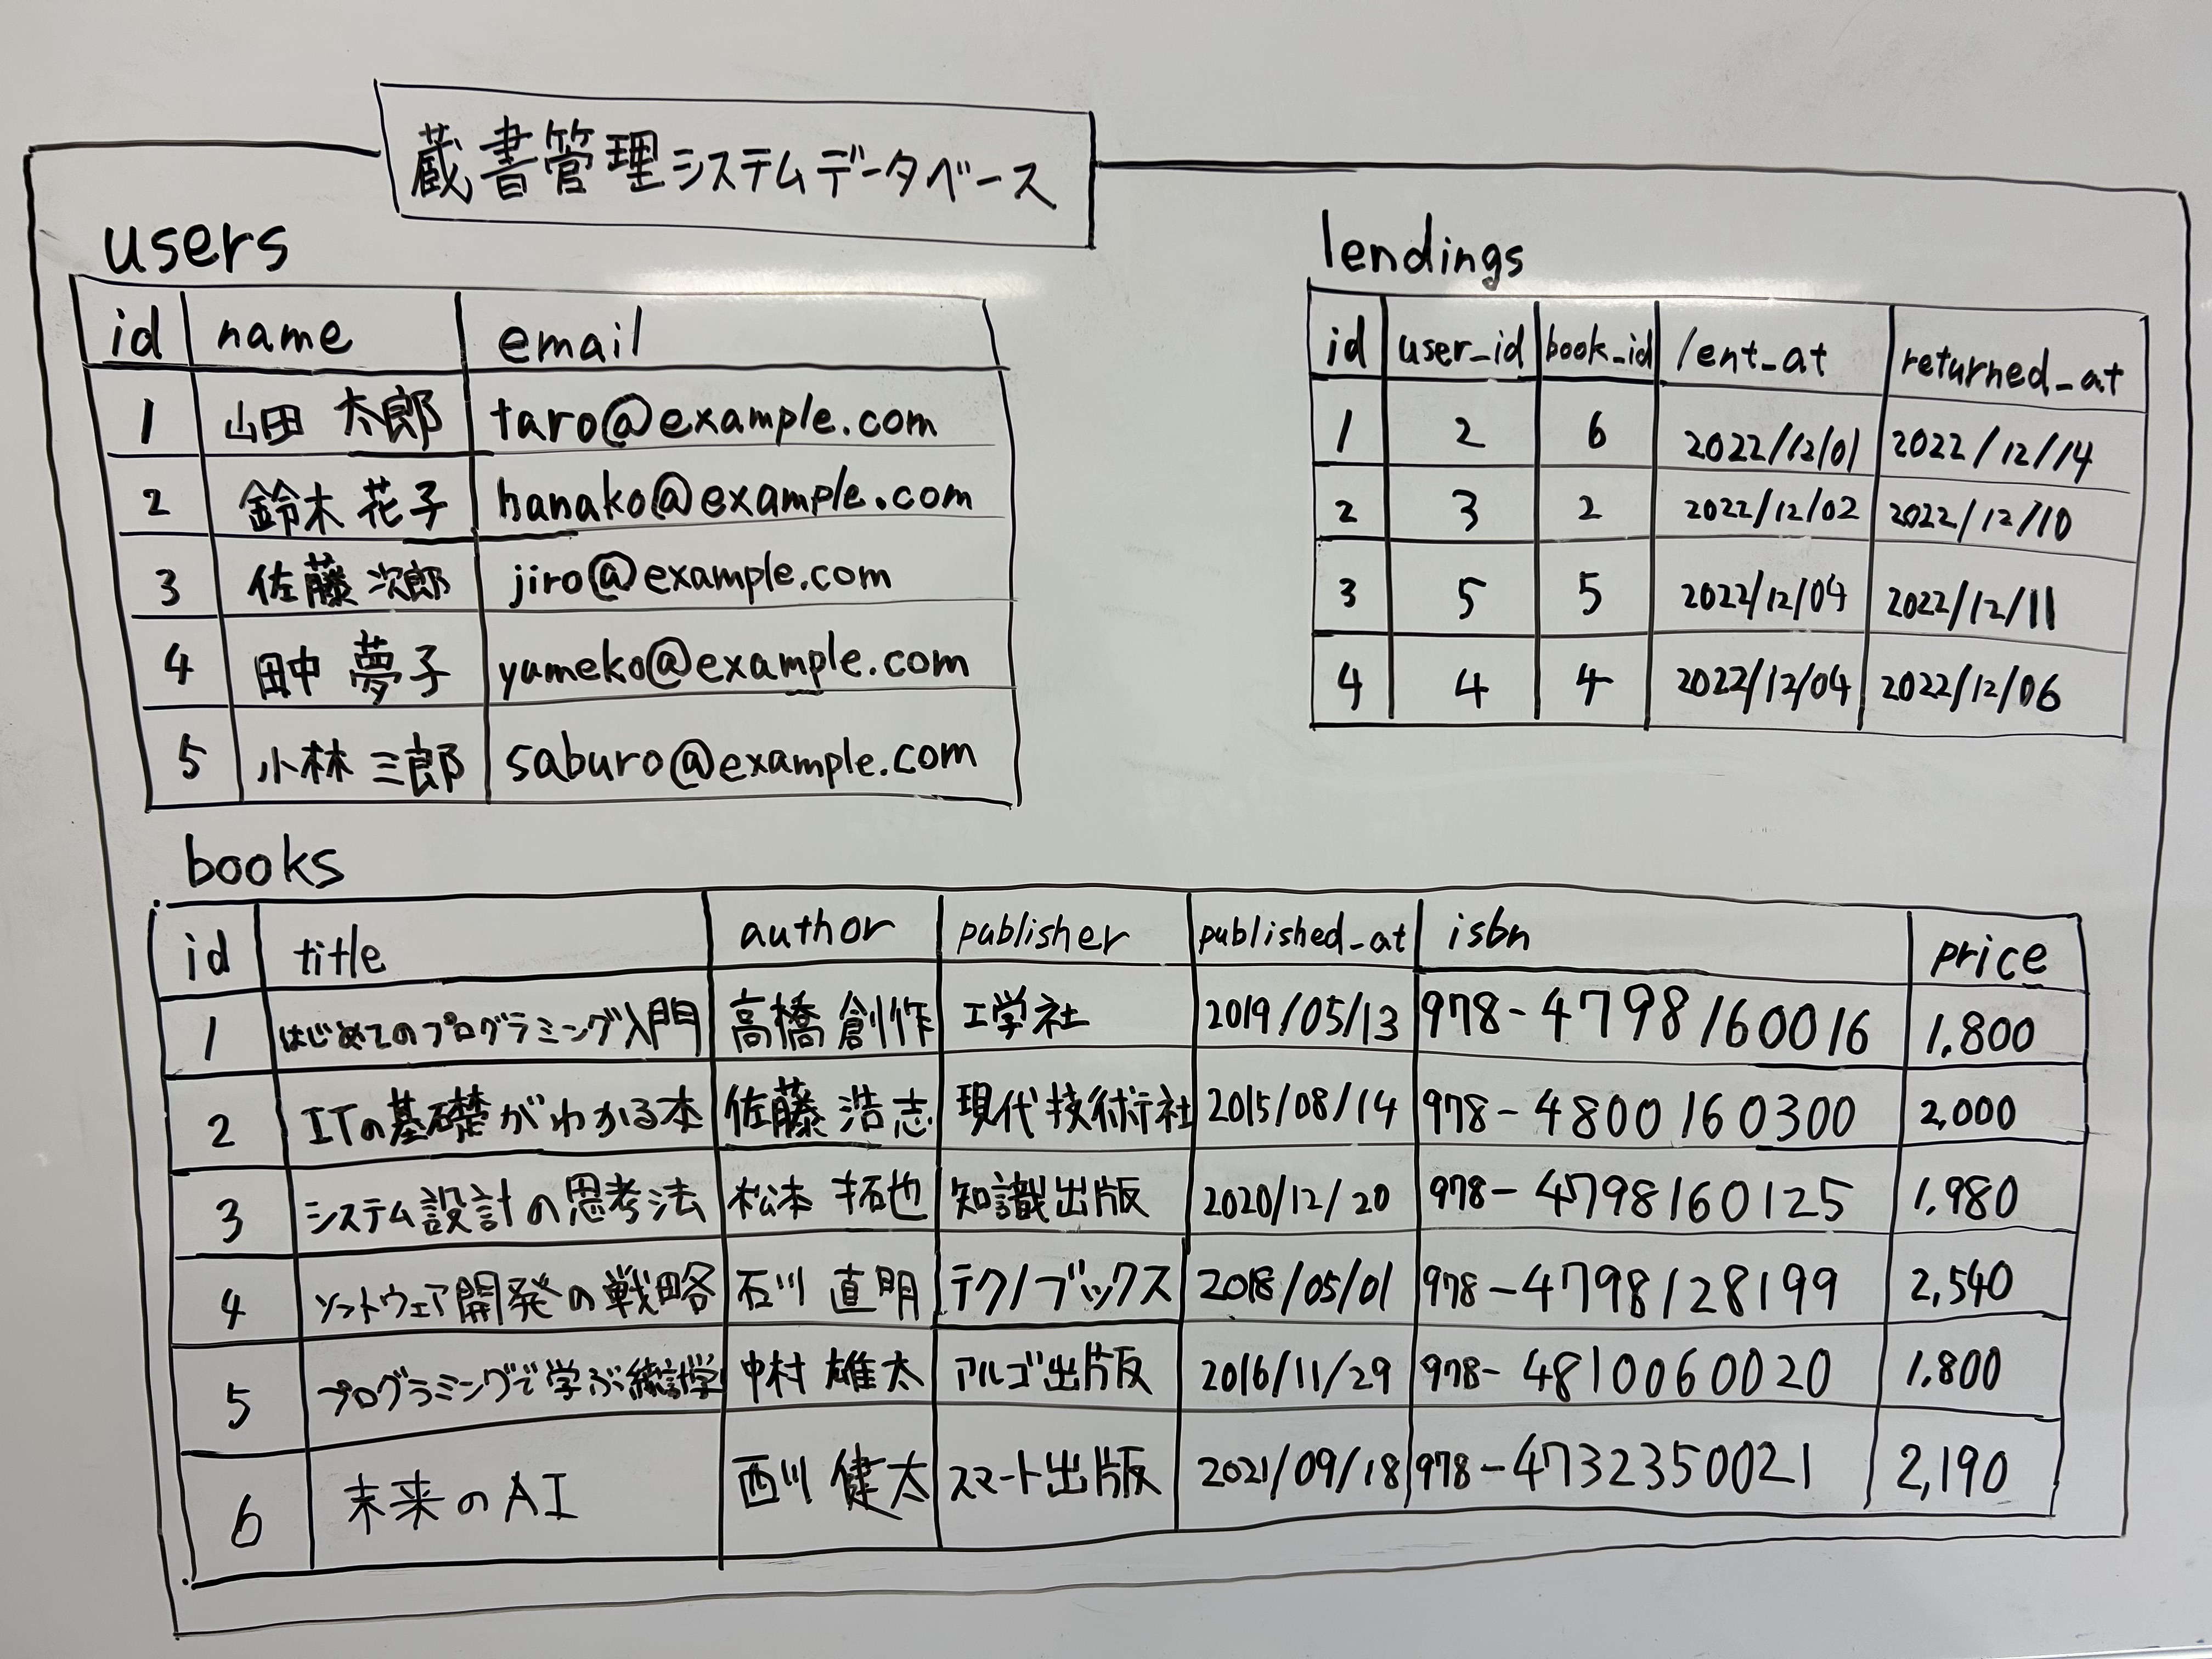 蔵書管理システムデータベース
users
id name email
1 山田 太郎 taro@example.com
2 鈴木 花子 hanako@example.com
3 佐藤 次郎 jiro@example.com
4 田中 夢子 yumeko@example.com
5 小林 三郎 saburo@example.com
lendings
id user_id book_id lent_at returned_at
1 2 6 2022/12/01 2022/12/14
2 3 2 2022/12/02 2022/12/10
3 5 5 2022/12/04 2022/12/11
4 4 4 2022/12/04 2022/12/06
books
id title author publisher published_at isbn price
1 はじめてのプログラミング入門 高橋 創作 工学社 2019/05/13 978-4798160016 1,800
2 ITの基礎がわかる本 佐藤 浩志 現代技術社 2015/08/14 978-4800160300 2,000
3 システム設計の思考法 松本 拓也 知識出版 2020/12/20 978-4798160125 1,980
4 ソフトウェア開発の戦略 石川 直明 テクノブックス 2018/05/01 978-4798128199 2,540
5 プログラミングで学ぶ統計学 中村 雄太 アルゴ出版 2016/11/29 978-4810060020 1,800
6 未来のAI 西川 健太 スマート出版 2021/09/18 978-4732350021 2,190